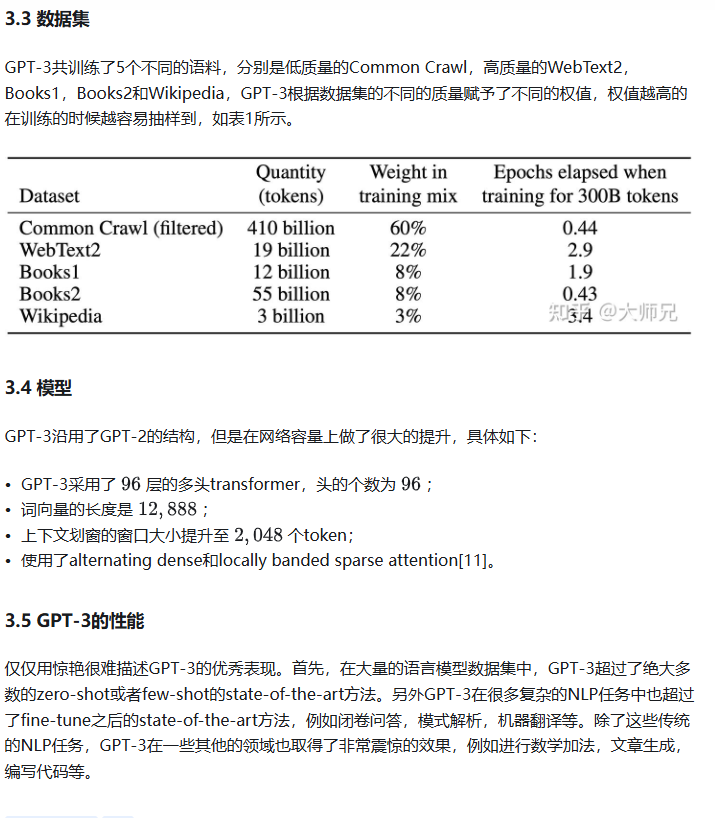 3.3 数据集
GPT-3共训练了5个不同的语料，分别是低质量的Common Crawl，高质量的WebText2，
Books1，Books2和Wikipedia，GPT-3根据数据集的不同的质量赋予了不同的权值，权值越高的
在训练的时候越容易抽样到，如表1所示。
Quantity Weight in Epochs elapsed when
Dataset (tokens) training mix training for 300B tokens
Common Crawl (filtered) 410 billion 60% 0.44
WebText2 19 billion 22% 2.9
Books1 12 billion 8% 1.9
Books2 55 billion 8% 0.43
Wikipedia 3 billion 3% 3.4
知乎 @大师兄
3.4 模型
GPT-3沿用了GPT-2的结构，但是在网络容量上做了很大的提升，具体如下：
• GPT-3采用了 96 层的多头transformer，头的个数为 96 ；
• 词向量的长度是 12,888 ；
• 上下文划窗的窗口大小提升至 2,048 个token；
• 使用了alternating dense和locally banded sparse attention[11]。
3.5 GPT-3的性能
仅仅用惊艳很难描述GPT-3的优秀表现。首先，在大量的语言模型数据集中，GPT-3超过了绝大多
数的zero-shot或者few-shot的state-of-the-art方法。另外GPT-3在很多复杂的NLP任务中也超过
了fine-tune之后的state-of-the-art方法，例如闭卷问答，模式解析，机器翻译等。除了这些传统
的NLP任务，GPT-3在一些其他的领域也取得了非常震惊的效果，例如进行数学加法，文章生成，
编写代码等。